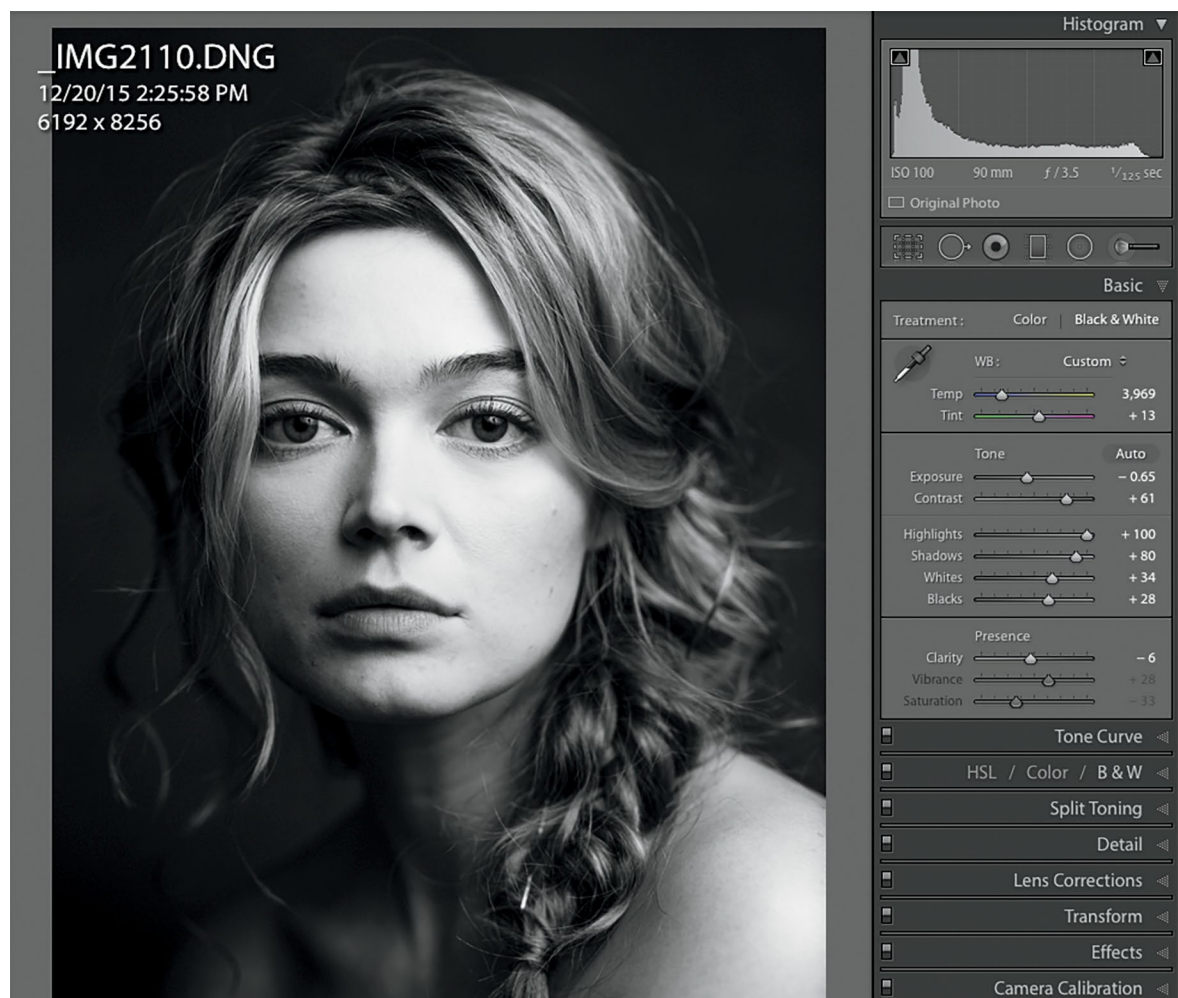 _IMG2110.DNG
12/20/15 2:25:58 PM
6192 x 8256
Histogram
ISO 100 90 mm ƒ / 3.5 1/125 sec
Original Photo
Basic
Treatment : Color | Black & White
WB : Custom
Temp 3,969
Tint + 13
Tone Auto
Exposure – 0.65
Contrast + 61
Highlights + 100
Shadows + 80
Whites + 34
Blacks + 28
Presence
Clarity – 6
Vibrance + 28
Saturation – 33
Tone Curve
HSL / Color / B & W
Split Toning
Detail
Lens Corrections
Transform
Effects
Camera Calibration